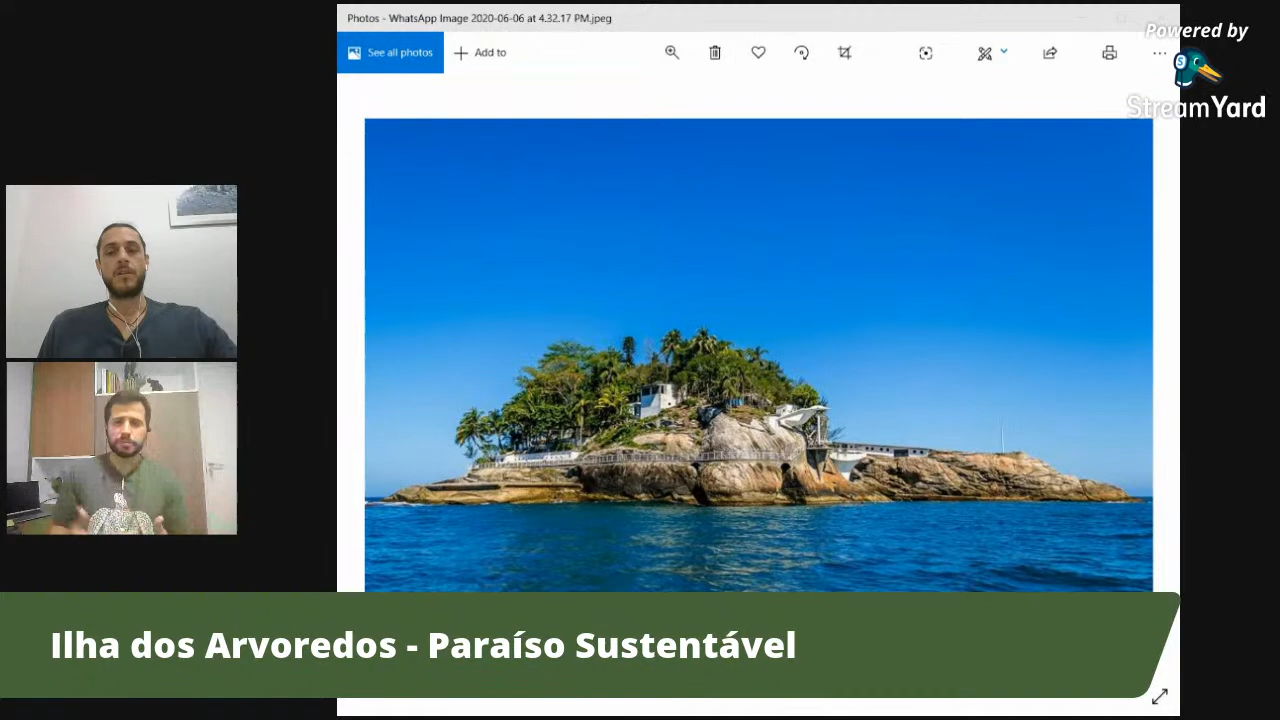 Photos - WhatsApp Image 2020-06-06 at 4.32.17 PM.jpeg
See all photos
Add to
Powered by
S
StreamYard
Ilha dos Arvoredos - Paraíso Sustentável